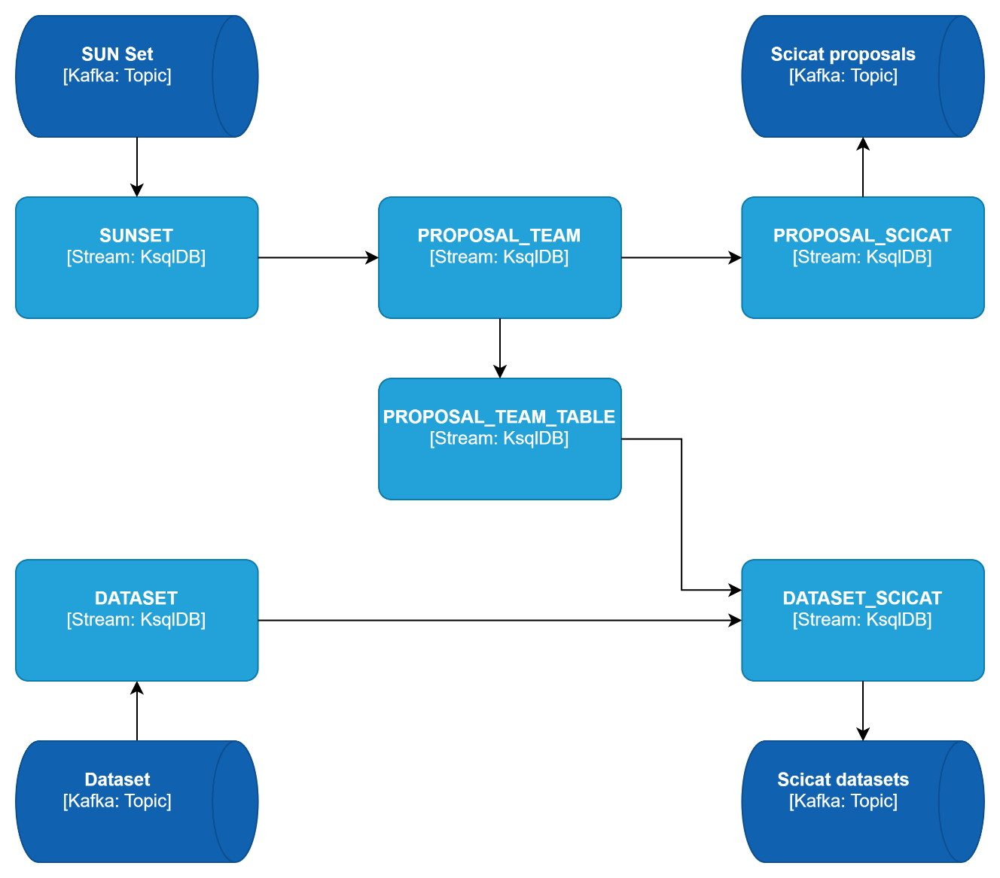 SUN Set
[Kafka: Topic]
Scicat proposals
[Kafka: Topic]
SUNSET
[Stream: KsqlDB]
PROPOSAL_TEAM
[Stream: KsqlDB]
PROPOSAL_SCICAT
[Stream: KsqlDB]
PROPOSAL_TEAM_TABLE
[Stream: KsqlDB]
DATASET
[Stream: KsqlDB]
DATASET_SCICAT
[Stream: KsqlDB]
Dataset
[Kafka: Topic]
Scicat datasets
[Kafka: Topic]